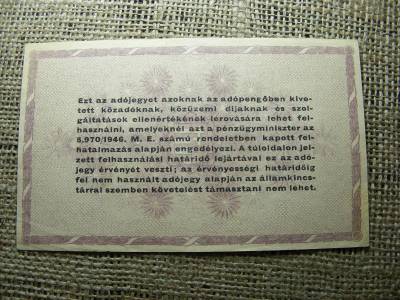 Ezt az adójegyet azoknak az adópengőben kive-
tett közadóknak, közüzemi díjaknak és szol-
gáltatások ellenértékének lerovására lehet fel-
használni, amelyeknél azt a pénzügyminiszter az
5.970/1946. M. E. számú rendeletben kapott fel-
hatalmazás alapján engedélyezi. A túloldalon jel-
zett felhasználási határidő lejártával ez az adó-
jegy érvényét veszti; az érvényességi határidőig
fel nem használt adójegy alapján az államkincs-
tárral szemben követelést támasztani nem lehet.